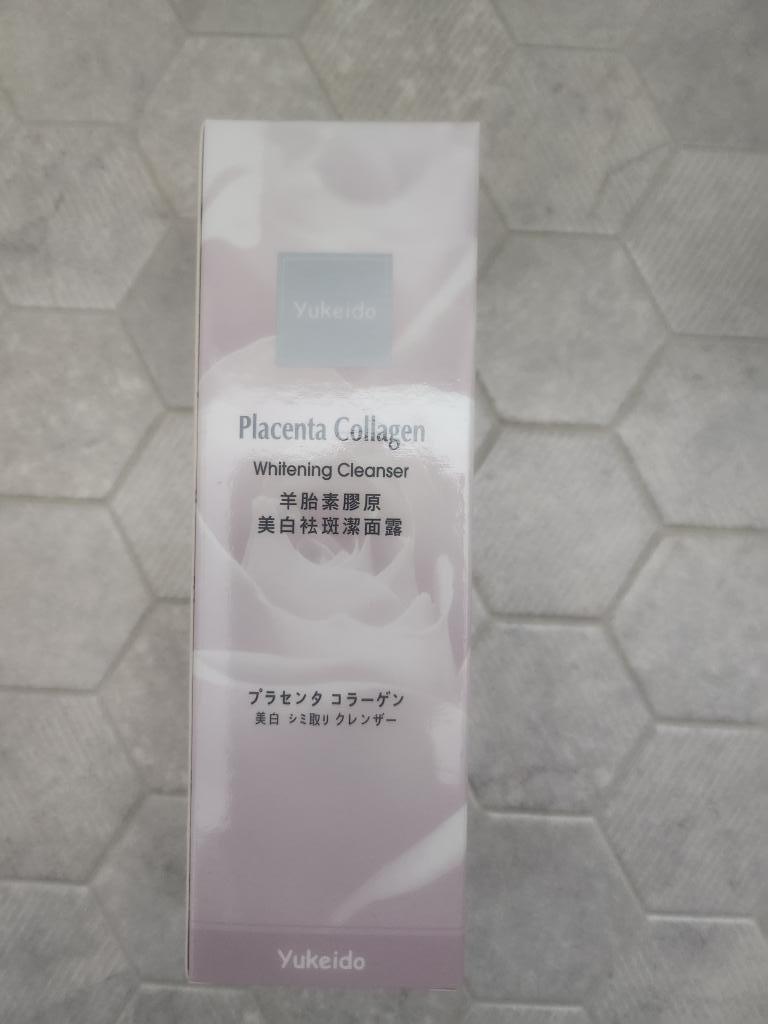 Yukeido
Placenta Collagen
Whitening Cleanser
羊胎素膠原
美白袪斑潔面露
プラセンタ コラーゲン
美白 シミ取り クレンザー
Yukeido